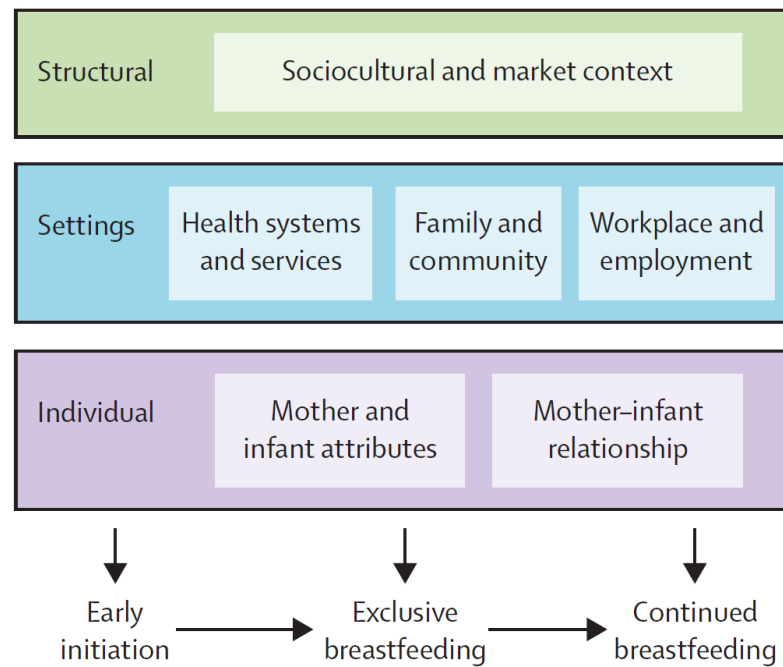 Structural
Sociocultural and market context
Settings
Health systems
and services
Family and
community
Workplace and
employment
Individual
Mother and
infant attributes
Mother–infant
relationship
Early
initiation
Exclusive
breastfeeding
Continued
breastfeeding